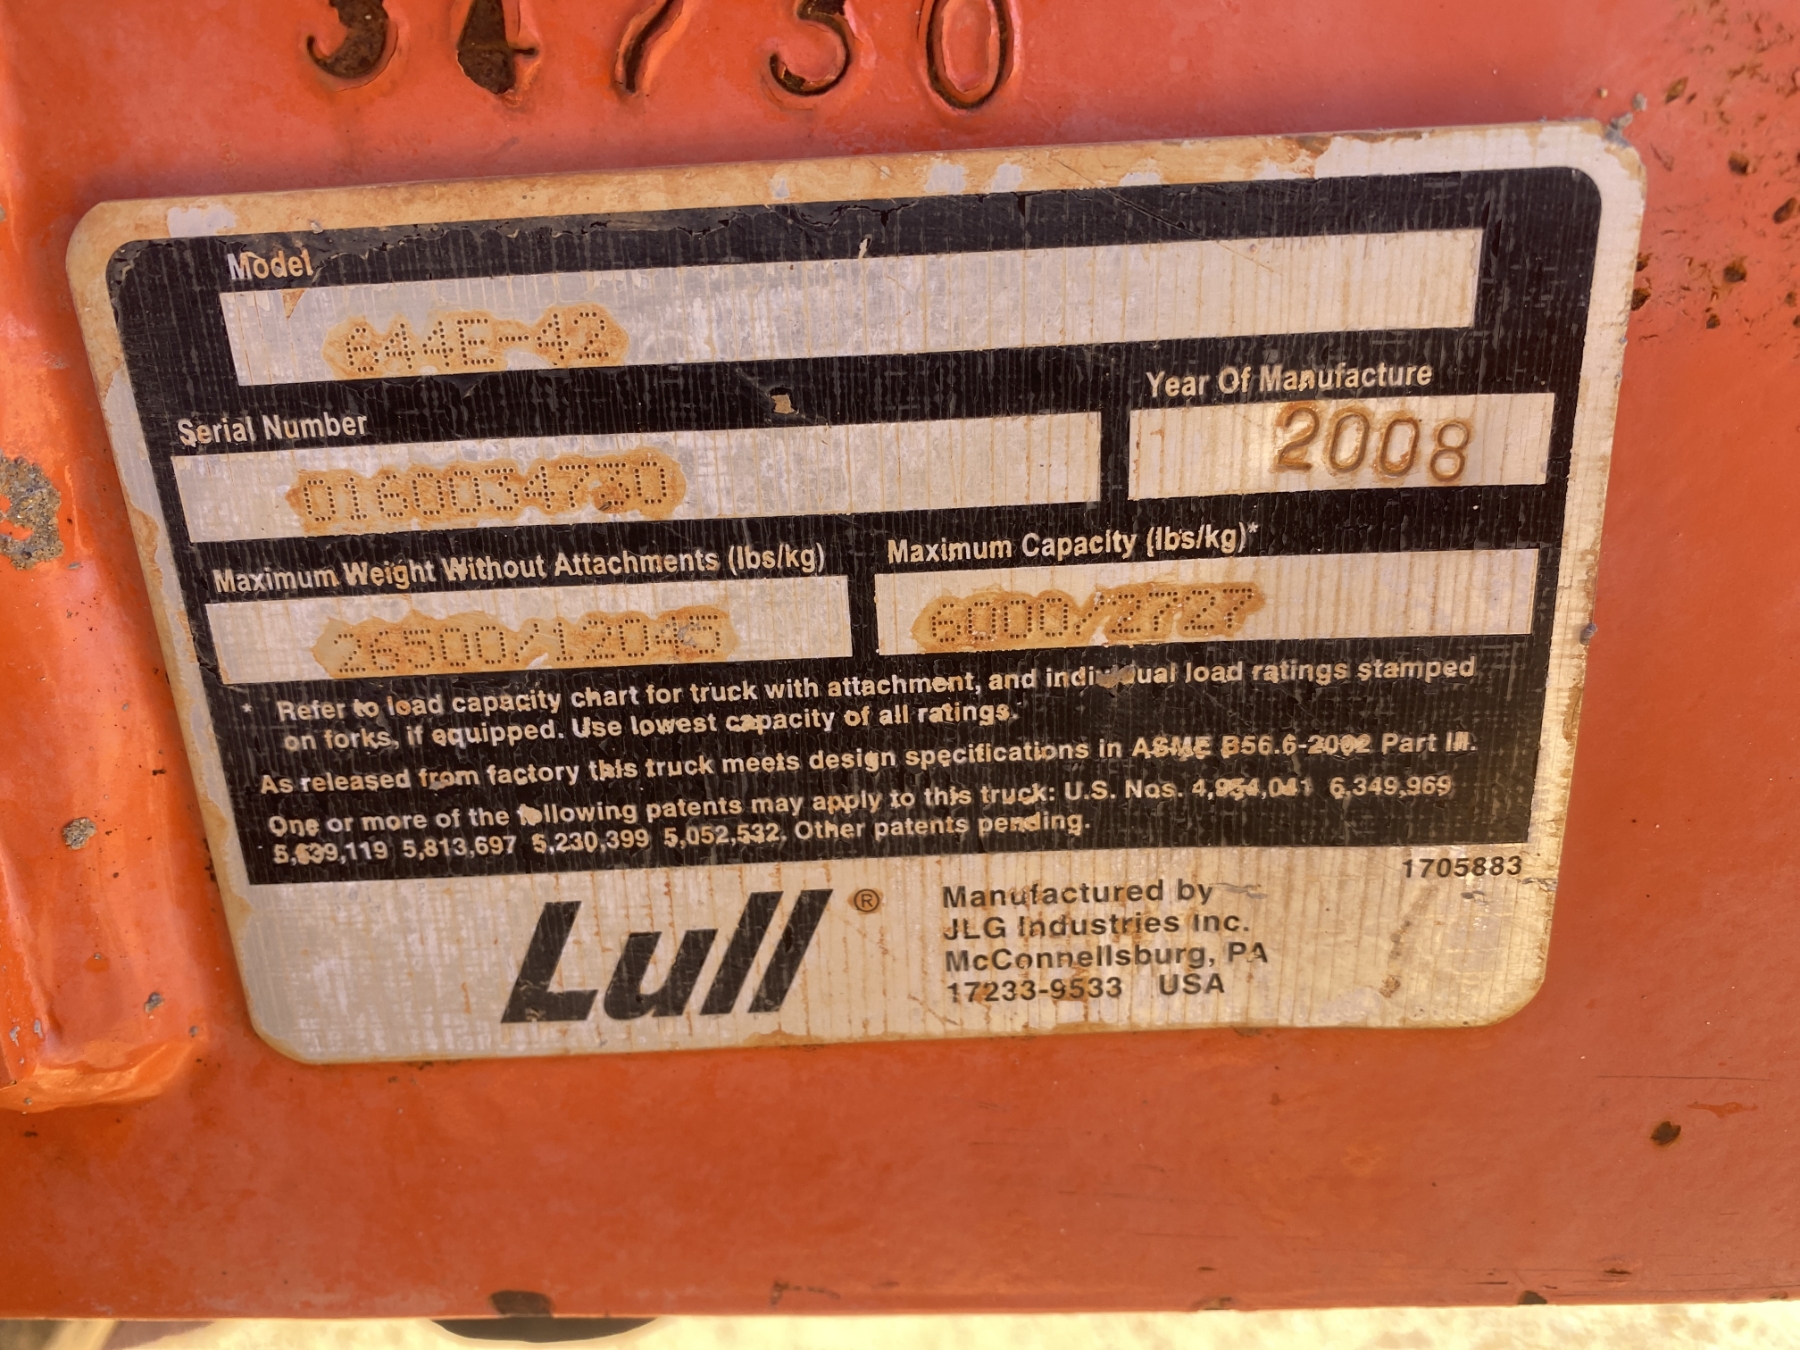 34730
Model
644E-42
Serial Number
0160034730
Year Of Manufacture
2008
Maximum Weight Without Attachments (lbs/kg)
26500/12045
Maximum Capacity (lbs/kg)*
6000/2727
* Refer to load capacity chart for truck with attachment, and individual load ratings stamped
on forks, if equipped. Use lowest capacity of all ratings.
As released from factory this truck meets design specifications in ASME B56.6-2002 Part III.
One or more of the following patents may apply to this truck: U.S. Nos. 4,954,041 6,349,969
5,639,119 5,813,697 5,230,399 5,052,532. Other patents pending.
1705883
Lull ®
Manufactured by
JLG Industries Inc.
McConnellsburg, PA
17233-9533 USA